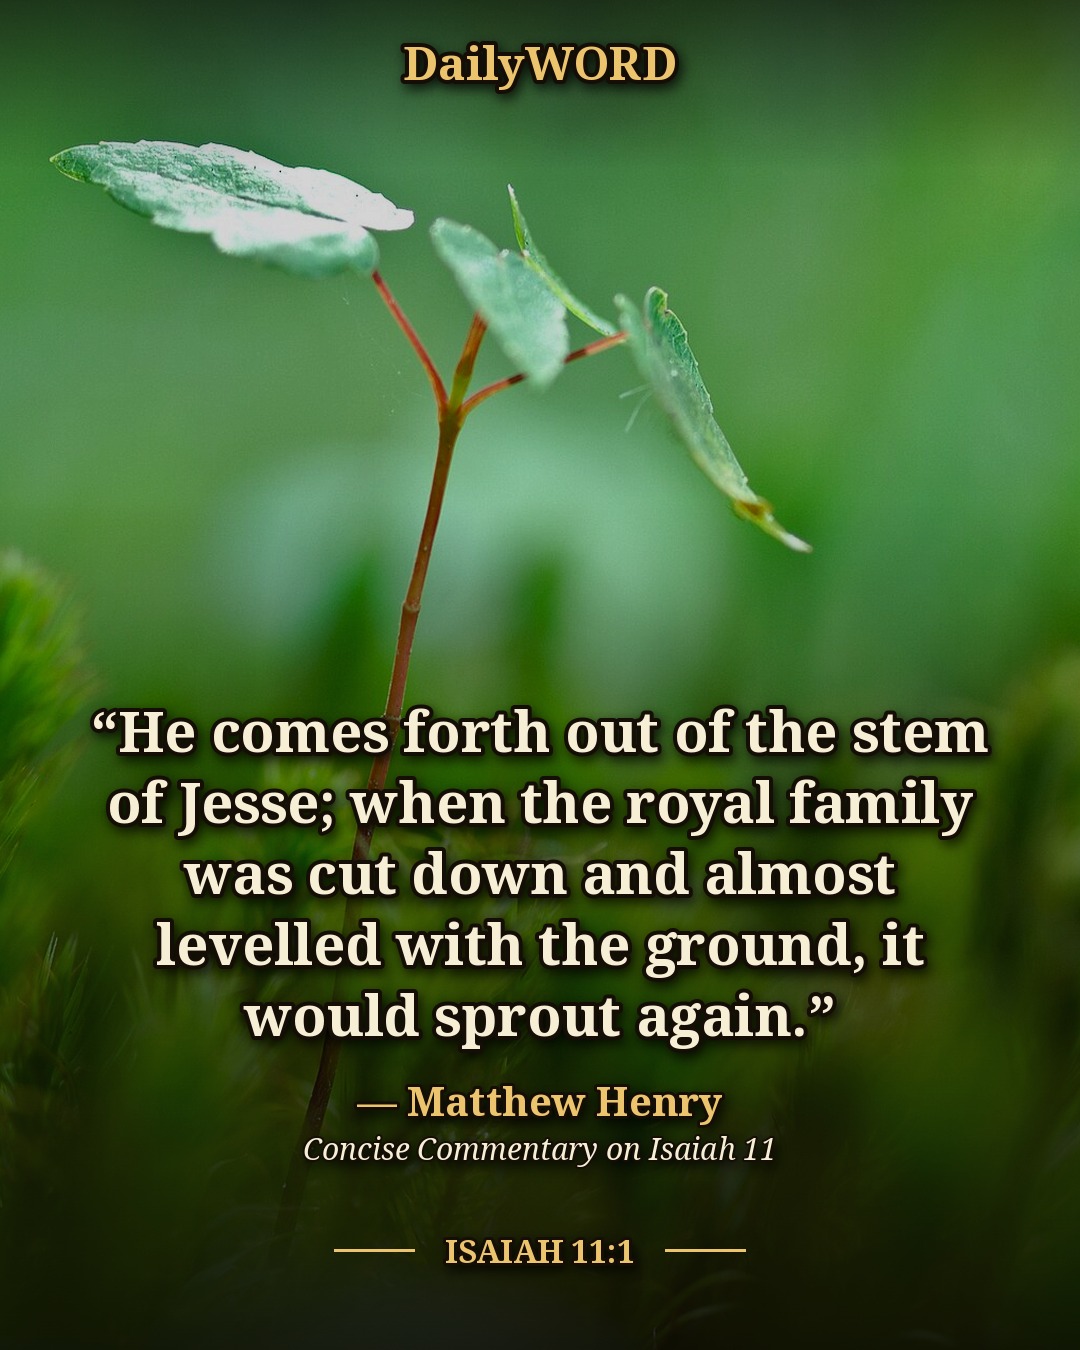 DailyWORD
“He comes forth out of the stem
of Jesse; when the royal family
was cut down and almost
levelled with the ground, it
would sprout again.”
— Matthew Henry
Concise Commentary on Isaiah 11
ISAIAH 11:1